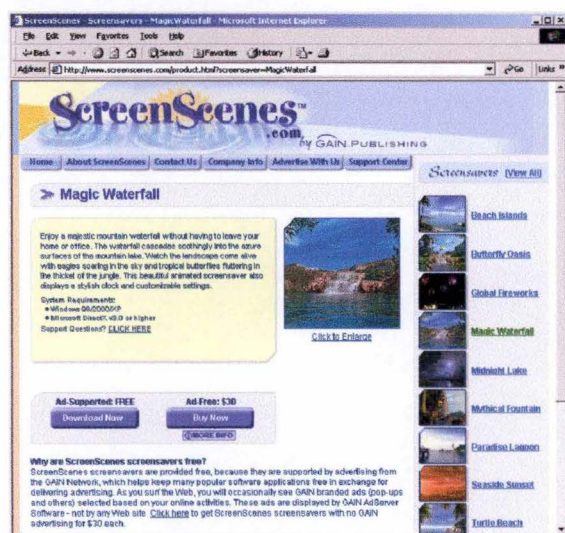 ScreenScenes - Screensavers - MagicWaterfall - Microsoft Internet Explorer
File Edit View Favorites Tools Help
Back Search Favorites History
Address http://www.screenscenes.com/product.html?screensaver=MagicWaterfall Go Links
ScreenScenes™
.com
by GAIN PUBLISHING
Home About ScreenScenes Contact Us Company Info Advertise With Us Support Center
Magic Waterfall
Enjoy a majestic mountain waterfall without having to leave your
home or office. The waterfall cascades soothingly into the azure
surfaces of the mountain lake. Watch the landscape come alive
with eagles soaring in the sky and tropical butterflies fluttering in
the thicket of the jungle. This beautiful animated screensaver also
displays a stylish clock and customizable settings.
System Requirements:
• Windows 98/2000/XP
• Microsoft DirectX v3.0 or higher
Support Questions? CLICK HERE
Click to Enlarge
Ad-Supported: FREE Ad-Free: $30
Download Now Buy Now
MORE INFO
Why are ScreenScenes screensavers free?
ScreenScenes screensavers are provided free, because they are supported by advertising from
the GAIN Network, which helps keep many popular software applications free in exchange for
delivering advertising. As you surf the Web, you will occasionally see GAIN branded ads (pop-ups
and others) selected based on your online activities. These ads are displayed by GAIN AdServer
Software - not by any Web site. Click here to get ScreenScenes screensavers with no GAIN
advertising for $30 each.
Screensavers [View All]
Beach Islands
Butterfly Oasis
Global Fireworks
Magic Waterfall
Midnight Lake
Mythical Fountain
Paradise Lagoon
Seaside Sunset
Turtle Beach